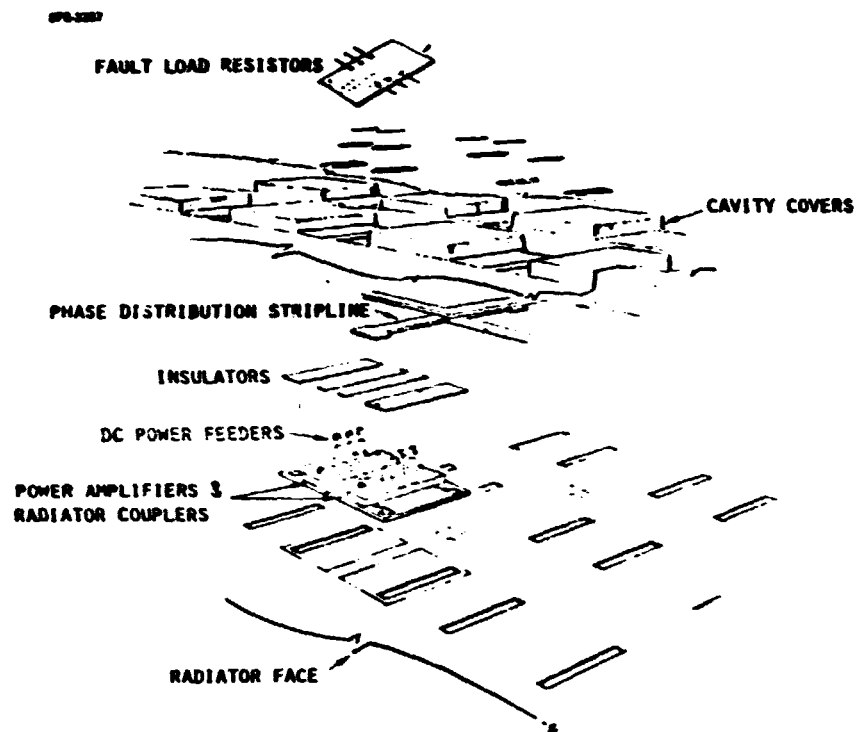 FAULT LOAD RESISTORS
CAVITY COVERS
PHASE DISTRIBUTION STRIPLINE
INSULATORS
DC POWER FEEDERS
POWER AMPLIFIERS &
RADIATOR COUPLERS
RADIATOR FACE